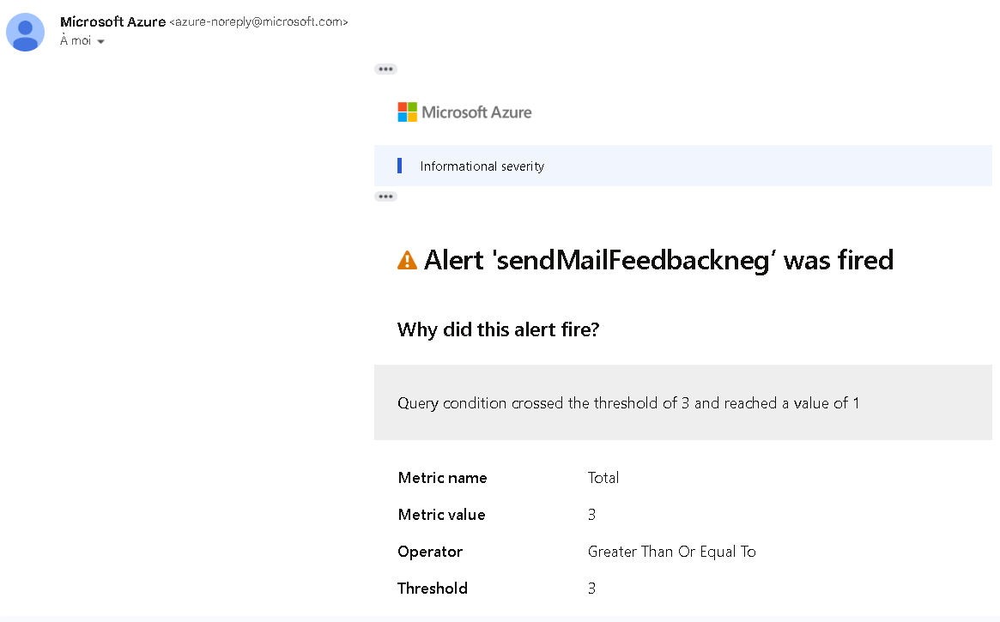 Microsoft Azure <azure-noreply@microsoft.com>
À moi
Microsoft Azure
Informational severity
Alert 'sendMailFeedbackneg’ was fired
Why did this alert fire?
Query condition crossed the threshold of 3 and reached a value of 1
Metric name Total
Metric value 3
Operator Greater Than Or Equal To
Threshold 3